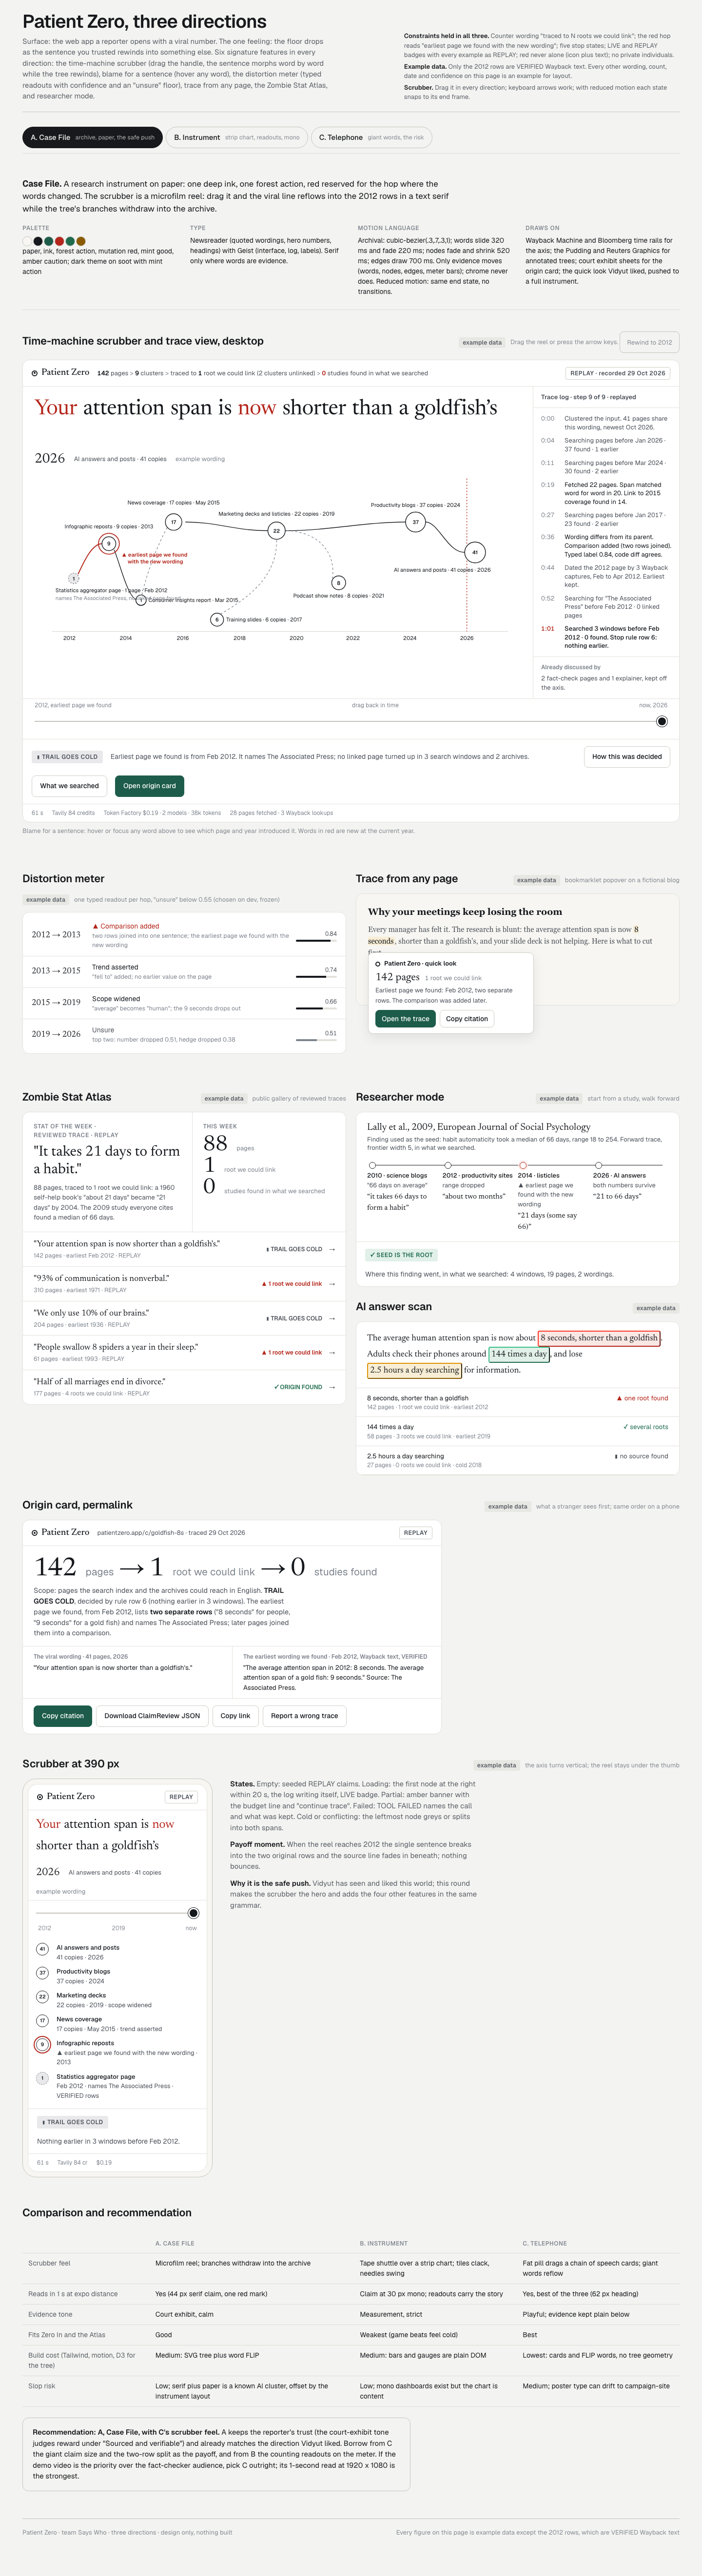 Patient Zero, three directions
Surface: the web app a reporter opens with a viral number. The one feeling: the floor drops
as the sentence you trusted rewinds into something else. Six signature features in every
direction: the time-machine scrubber (drag the handle, the sentence morphs word by word
while the tree rewinds), blame for a sentence (hover any word), the distortion meter (typed
readouts with confidence and an "unsure" floor), trace from any page, the Zombie Stat Atlas,
and researcher mode.
Constraints held in all three. Counter wording "traced to N roots we could link"; the red hop
reads "earliest page we found with the new wording"; five stop states; LIVE and REPLAY
badges with every example as REPLAY; red never alone (icon plus text); no private individuals.
Example data. Only the 2012 rows are VERIFIED Wayback text. Every other wording, count,
date and confidence on this page is an example for layout.
Scrubber. Drag it in every direction; keyboard arrows work; with reduced motion each state
snaps to its end frame.
A. Case File archive, paper, the safe push
B. Instrument strip chart, readouts, mono
C. Telephone giant words, the risk
Case File. A research instrument on paper: one deep ink, one forest action, red reserved for the hop where the
words changed. The scrubber is a microfilm reel: drag it and the viral line reflows into the 2012 rows in a very serif
while the tree's branches withdraw into the archive.
PALETTE
paper, ink, forest action, mutation red, mint good,
amber caution; dark theme on soot with mint
action
TYPE
Newsreader (quoted wordings, hero numbers,
headings) with Geist (interface, log, labels). Serif
only where words are evidence.
MOTION LANGUAGE
Archival: cubic-bezier(.3,.7,.3,1); words slide 320
ms and fade 220 ms; nodes fade and shrink 520
ms; edges draw 700 ms. Only evidence moves
(words, nodes, edges, meter bars); chrome never
does. Reduced motion: same end state, no
transitions.
DRAWS ON
Wayback Machine and Bloomberg time rails for
the axis; the Pudding and Reuters Graphics for
annotated trees; court exhibit sheets for the
origin card; the quick look Vidyut liked, pushed to
a full instrument.
Time-machine scrubber and trace view, desktop
example data Drag the reel or press the arrow keys. Rewind to 2012
Patient Zero 142 pages > 9 clusters > traced to 1 root we could link (2 clusters unlinked) > 0 studies found in what we searched
REPLAY · recorded 29 Oct 2026
Your attention span is now shorter than a goldfish's
2026 AI answers and posts · 41 copies example wording
News coverage · 17 copies · May 2015
Marketing decks and listicles · 22 copies · 2019
Productivity blogs · 37 copies · 2024
Infographic reposts · 9 copies · 2013
17
22
37
9
41
▲ earliest page we found
with the new wording
AI answers and posts · 41 copies · 2026
1
8
Statistics aggregator page · 1 page · Feb 2012
Podcast show notes · 8 copies · 2021
Consumer insights report · Mar 2015
6
Training slides · 6 copies · 2017
2012
2014
2016
2018
2020
2022
2024
2026
Trace log · step 9 of 9 · replayed
0:00 Clustered the input. 41 pages share
this wording, newest Oct 2026.
0:04 Searching pages before Jan 2026 ·
37 found · 1 earlier
0:11 Searching pages before Mar 2024 ·
30 found · 2 earlier
0:19 Fetched 22 pages. Span matched
word for word in 20. Link to 2015
coverage found in 14.
0:27 Searching pages before Jan 2017 ·
23 found · 2 earlier
0:36 Wording differs from its parent.
Comparison added (two rows joined).
Typed label 0.84, code diff agrees.
0:44 Dated the 2012 page by 3 Wayback
captures, Feb to Apr 2012. Earliest
kept.
0:52 Searching for "The Associated
Press" before Feb 2012 · 0 linked
pages
1:01 Searched 3 windows before Feb
2012 · 0 found. Stop rule row 6:
nothing earlier.
Already discussed by
2 fact-check pages and 1 explainer, kept off
the axis.
2012, earliest page we found
drag back in time
now, 2026
TRAIL GOES COLD Earliest page we found is from Feb 2012. It names The Associated Press; no linked page turned up in 3 search windows and 2 archives.
How this was decided
What we searched
Open origin card
61 s Tavily 84 credits Token Factory $0.19 · 2 models · 38k tokens 28 pages fetched · 3 Wayback lookups
Blame for a sentence: hover or focus any word above to see which page and year introduced it. Words in red are new at the current year.
Distortion meter
example data one typed readout per hop, "unsure" below 0.55 (chosen on dev, frozen)
2012 → 2013
▲ Comparison added
two rows joined into one sentence; the earliest page we found with the
new wording
0.84
2013 → 2015
Trend asserted
"fell to" added; no earlier value on the page
0.74
2015 → 2019
Scope widened
"average" becomes "human"; the 9 seconds drops out
0.66
2019 → 2026
Unsure
top two: number dropped 0.51, hedge dropped 0.38
0.51
Trace from any page
example data bookmarklet popover on a fictional blog
Why your meetings keep losing the room
Every manager has felt it. The research is blunt: the average attention span is now 8
seconds, shorter than a goldfish's, and your slide deck is not helping. Here is what to cut
Patient Zero · quick look
142 pages 1 root we could link
Earliest page we found: Feb 2012, two separate
rows. The comparison was added later.
Open the trace
Copy citation
Zombie Stat Atlas
example data public gallery of reviewed traces
STAT OF THE WEEK ·
REVIEWED TRACE · REPLAY
"It takes 21 days to form
a habit."
88 pages, traced to 1 root we could link: a 1960
self-help book's "about 21 days" became "21
days" by 2004. The 2009 study everyone cites
found a median of 66 days.
THIS WEEK
88 pages
1 root we could link
0 studies found in what we searched
"Your attention span is now shorter than a goldfish's."
142 pages · earliest Feb 2012 · REPLAY
TRAIL GOES COLD →
"93% of communication is nonverbal."
310 pages · earliest 1971 · REPLAY
▲ 1 root we could link →
"We only use 10% of our brains."
204 pages · earliest 1936 · REPLAY
TRAIL GOES COLD →
"People swallow 8 spiders a year in their sleep."
61 pages · earliest 1993 · REPLAY
▲ 1 root we could link →
"Half of all marriages end in divorce."
177 pages · 4 roots we could link · REPLAY
✓ ORIGIN FOUND →
Researcher mode
example data start from a study, walk forward
Lally et al., 2009, European Journal of Social Psychology
Finding used as the seed: habit automaticity took a median of 66 days, range 18 to 254. Forward trace,
frontier width 5, in what we searched.
2010 · science blogs
"66 days on average"
"it takes 66 days to
form a habit"
2012 · productivity sites
range dropped
"about two months"
2014 · listicles
▲ earliest page we
found with the new
wording
"21 days (some say
66)"
2026 · AI answers
both numbers survive
"21 to 66 days"
✓ SEED IS THE ROOT
Where this finding went, in what we searched: 4 windows, 19 pages, 2 wordings.
AI answer scan
example data
The average human attention span is now about 8 seconds, shorter than a goldfish.
Adults check their phones around 144 times a day, and lose
2.5 hours a day searching for information.
8 seconds, shorter than a goldfish
142 pages · 1 root we could link · earliest 2012
▲ one root found
144 times a day
58 pages · 3 roots we could link · earliest 2019
✓ several roots
2.5 hours a day searching
27 pages · 0 roots we could link · cold 2018
no source found
Origin card, permalink
example data what a stranger sees first; same order on a phone
Patient Zero patientzero.app/c/goldfish-8s · traced 29 Oct 2026
REPLAY
142 pages → 1 root we could link → 0 studies found
Scope: pages the search index and the archives could reach in English. TRAIL
GOES COLD, decided by rule row 6 (nothing earlier in 3 windows). The earliest
page we found, from Feb 2012, lists two separate rows ("8 seconds" for people,
"9 seconds" for a gold fish) and names The Associated Press; later pages joined
them into a comparison.
The viral wording · 41 pages, 2026
"Your attention span is now shorter than a goldfish's."
The earliest wording we found · Feb 2012, Wayback text, VERIFIED
"The average attention span in 2012: 8 seconds. The average
attention span of a gold fish: 9 seconds." Source: The
Associated Press.
Copy citation
Download ClaimReview JSON
Copy link
Report a wrong trace
Scrubber at 390 px
example data the axis turns vertical; the reel stays under the thumb
Patient Zero
REPLAY
Your attention span is now
shorter than a goldfish's
2026 AI answers and posts · 41 copies
example wording
2012
2019
now
41 AI answers and posts
41 copies · 2026
37 Productivity blogs
37 copies · 2024
22 Marketing decks
22 copies · 2019 · scope widened
17 News coverage
17 copies · May 2015 · trend asserted
9 Infographic reposts
▲ earliest page we found with the new wording ·
2013
1 Statistics aggregator page
Feb 2012 · names The Associated Press ·
VERIFIED rows
TRAIL GOES COLD
Nothing earlier in 3 windows before Feb 2012.
61 s Tavily 84 cr $0.19
States. Empty: seeded REPLAY claims. Loading: the first node at the right
within 20 s, the log writing itself, LIVE badge. Partial: amber banner with
the budget line and "continue trace". Failed: TOOL FAILED names the call
and what was kept. Cold or conflicting: the leftmost node greys or splits
into both spans.
Payoff moment. When the reel reaches 2012 the single sentence breaks
into the two original rows and the source line fades in beneath; nothing
bounces.
Why it is the safe push. Vidyut has seen and liked this world; this round
makes the scrubber the hero and adds the four other features in the same
grammar.
Comparison and recommendation
A. CASE FILE
B. INSTRUMENT
C. TELEPHONE
Scrubber feel
Microfilm reel; branches withdraw into the archive
Tape shuttle over a strip chart; tiles clack,
needles swing
Fat pill drags a chain of speech cards; giant
words reflow
Reads in 1 s at expo distance
Yes (44 px serif claim, one red mark)
Claim at 30 px mono; readouts carry the story
Yes, best of the three (62 px heading)
Evidence tone
Court exhibit, calm
Measurement, strict
Playful; evidence kept plain below
Fits Zero In and the Atlas
Good
Weakest (game beats feel cold)
Best
Build cost (Tailwind, motion, D3 for
the tree)
Medium: SVG tree plus word FLIP
Medium: bars and gauges are plain DOM
Lowest: cards and FLIP words, no tree geometry
Slop risk
Low; serif plus paper is a known AI cluster, offset by the
instrument layout
Low; mono dashboards exist but the chart is
content
Medium; poster type can drift to campaign-site
Recommendation: A, Case File, with C's scrubber feel. A keeps the reporter's trust (the court-exhibit tone
judges reward under "Sourced and verifiable") and already matches the direction Vidyut liked. Borrow from C
the giant claim size and the two-row split as the payoff, and from B the counting readouts on the meter. If the
demo video is the priority over the fact-checker audience, pick C outright; its 1-second read at 1920 x 1080 is
the strongest.
Patient Zero · team Says Who · three directions · design only, nothing built
Every figure on this page is example data except the 2012 rows, which are VERIFIED Wayback text